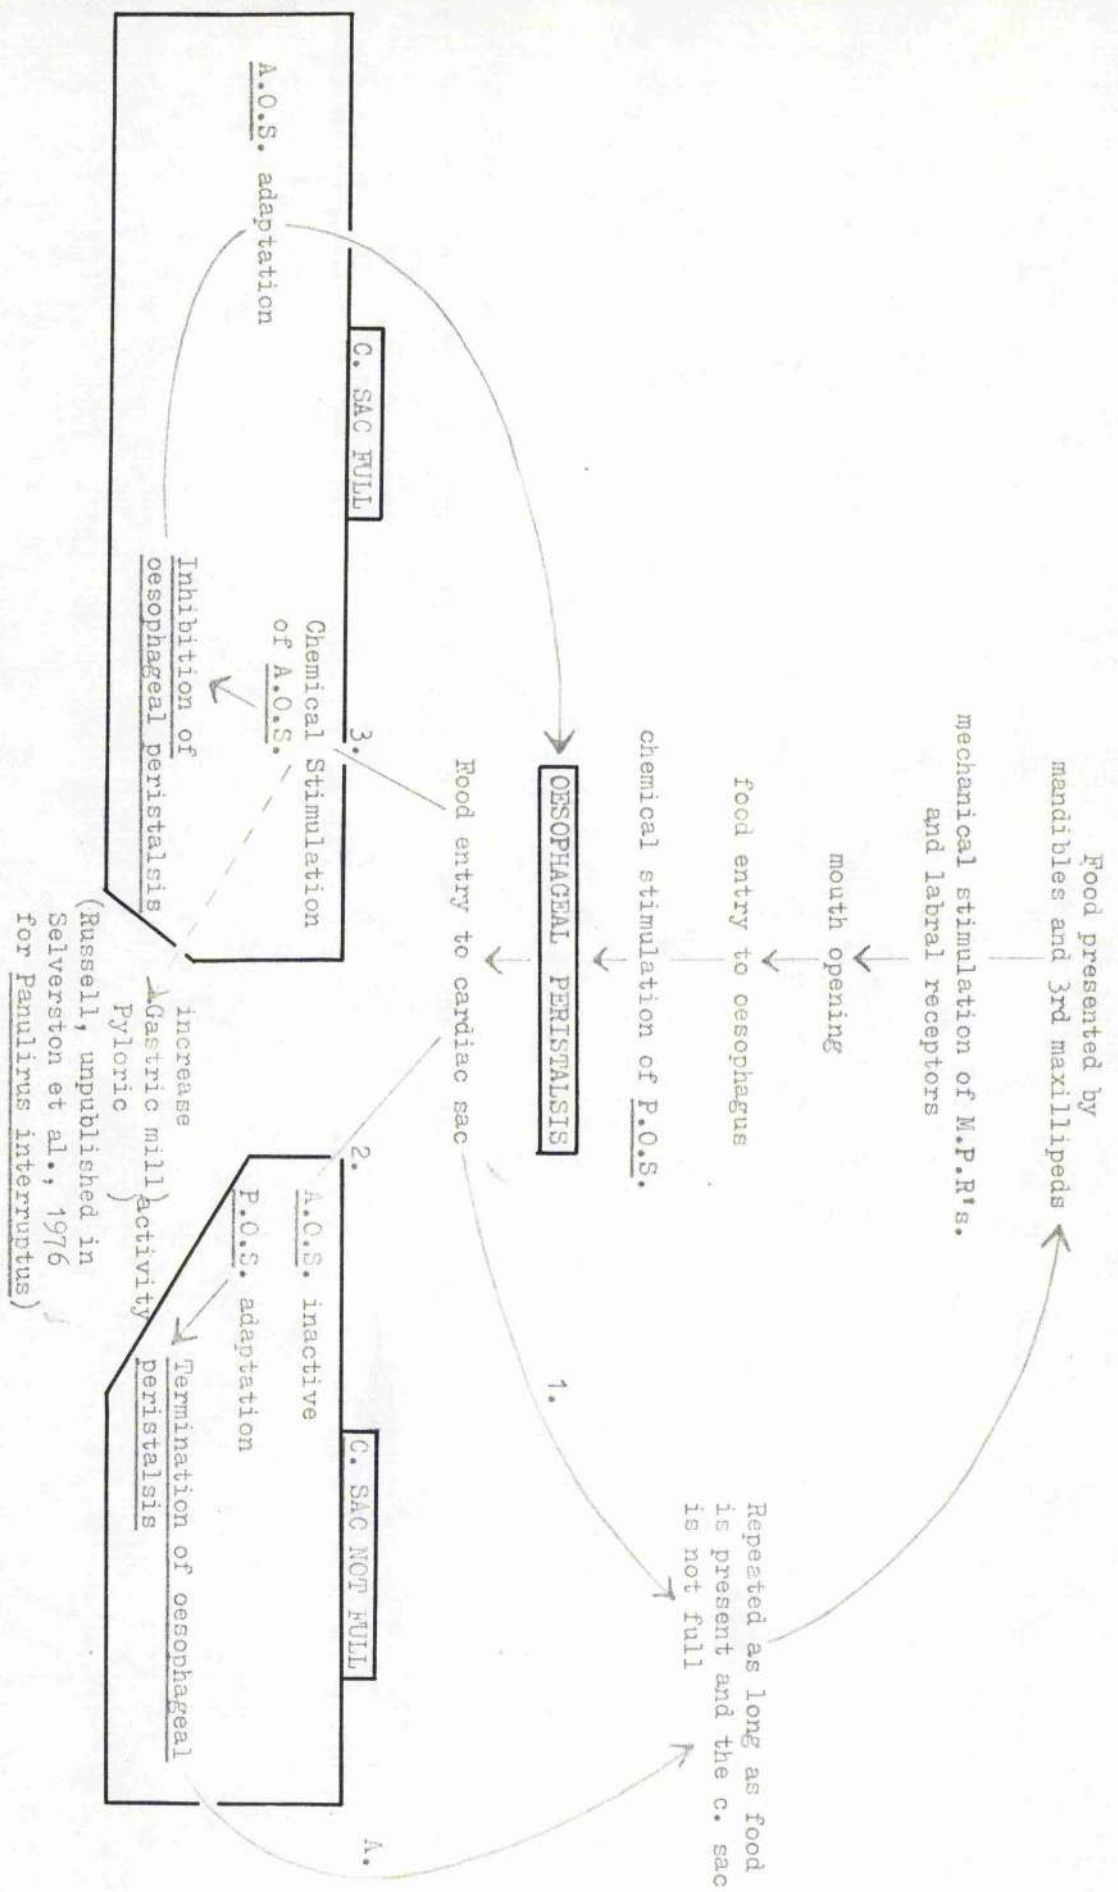 Food presented by
mandibles and 3rd maxillipeds
mechanical stimulation of M.P.R's.
and labral receptors
mouth opening
food entry to oesophagus
chemical stimulation of P.O.S.
OESOPHAGEAL PERISTALSIS
Food entry to cardiac sac
1.
Repeated as long as food
is present and the c. sac
is not full
3.
C. SAC FULL
Chemical Stimulation
of A.O.S.
A.O.S. adaptation
Inhibition of
oesophageal peristalsis
2.
C. SAC NOT FULL
A.O.S. inactive
P.O.S. adaptation
Termination of oesophageal
peristalsis
A.
increase
Gastric mill)
Pyloric )
activity
(Russell, unpublished in
Selverston et al., 1976
for Panulirus interruptus)